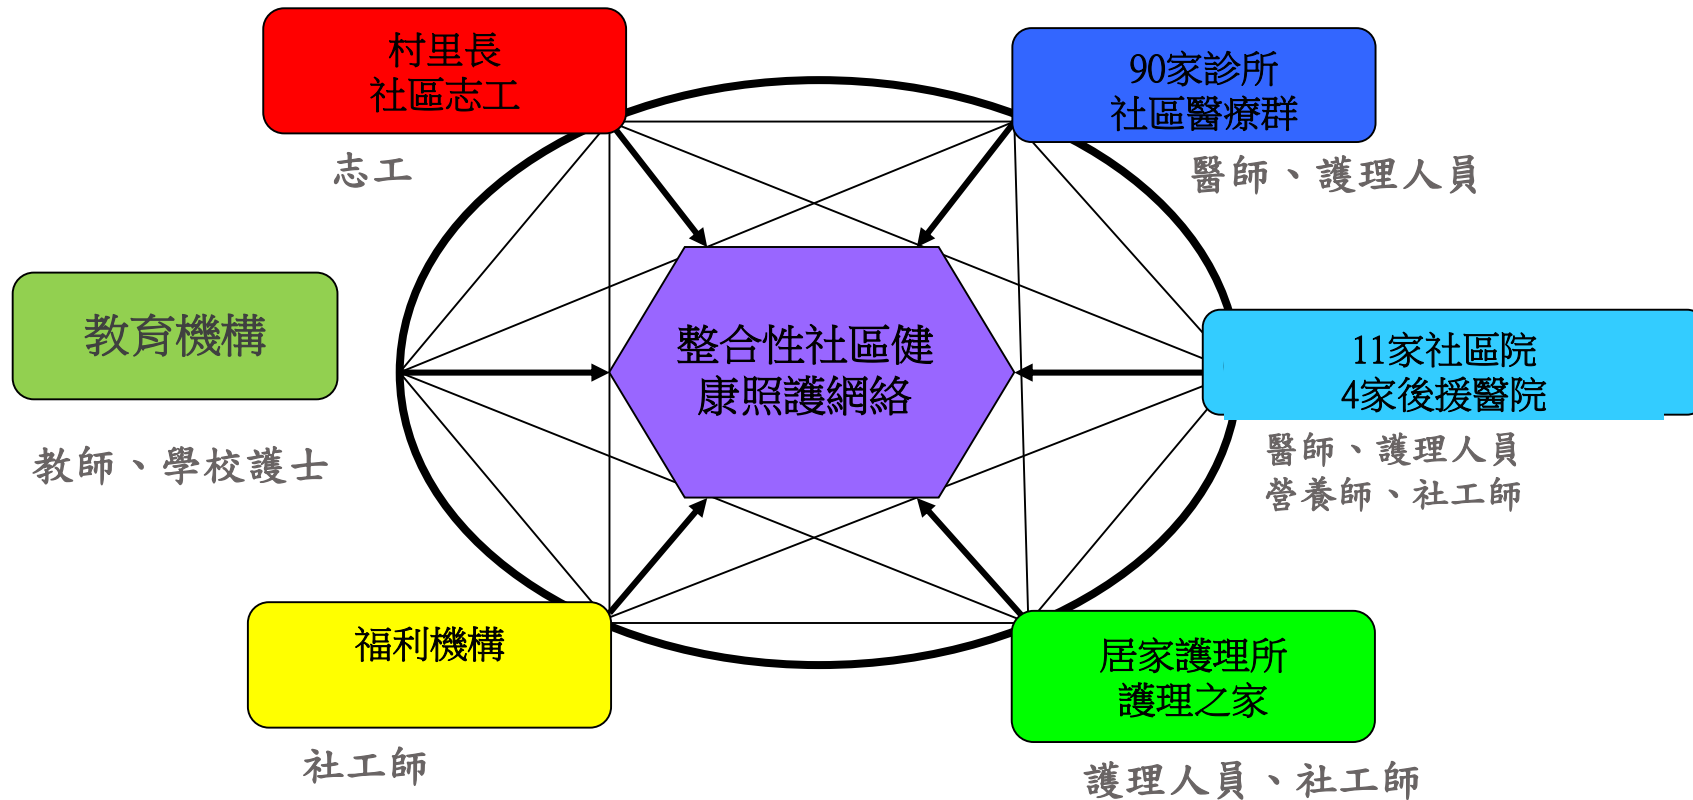 村里長
社區志工
志工
90家診所
社區醫療群
醫師、護理人員
教育機構
教師、學校護士
整合性社區健
康照護網絡
11家社區院
4家後援醫院
醫師、護理人員
營養師、社工師
福利機構
社工師
居家護理所
護理之家
護理人員、社工師